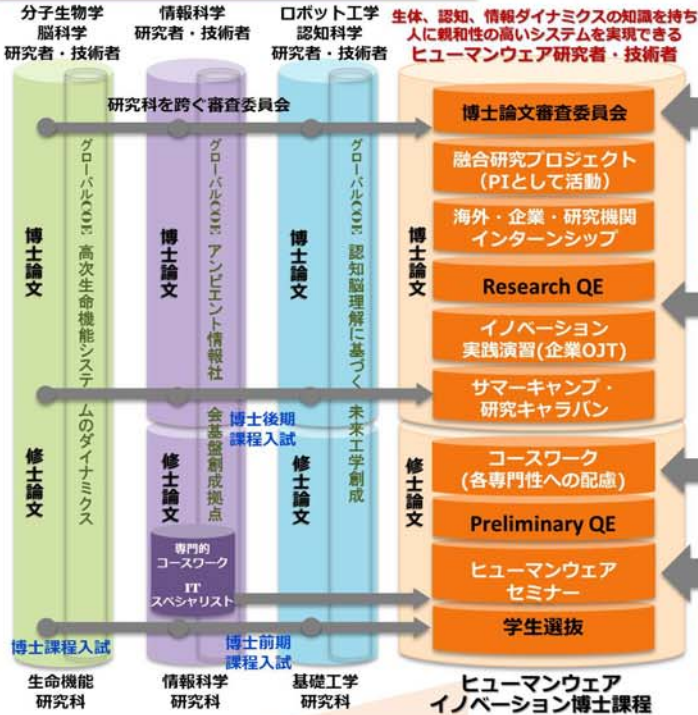 分子生物学
脳科学
研究者・技術者
情報科学
研究者・技術者
ロボット工学
認知科学
研究者・技術者
生体、認知、情報ダイナミクスの知識を持ち
人に親和性の高いシステムを実現できる
ヒューマンウェア研究者・技術者
研究科を跨ぐ審査委員会
博士論文審査委員会
融合研究プロジェクト
(PIとして活動)
海外・企業・研究機関
インターンシップ
Research QE
イノベーション
実践演習(企業OJT)
サマーキャンプ・
研究キャラバン
博士論文
グローバルCOE 高次生命機能システムのダイナミクス
博士論文
グローバルCOE アンビエント情報社会基盤創成拠点
博士論文
グローバルCOE 認知脳理解に基づく未来工学創成
博士論文
博士後期
課程入試
修士論文
修士論文
修士論文
修士論文
コースワーク
(各専門性への配慮)
Preliminary QE
ヒューマンウェア
セミナー
学生選抜
専門的
コースワーク
IT
スペシャリスト
博士課程入試
博士前期
課程入試
生命機能
研究科
情報科学
研究科
基礎工学
研究科
ヒューマンウェア
イノベーション博士課程